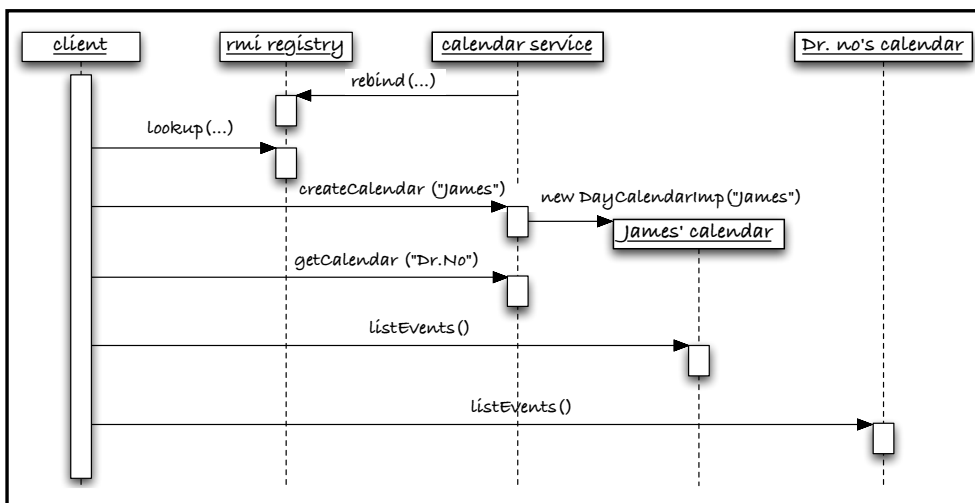 client
rmi registry
calendar service
Dr. no's calendar
rebind(...)
lookup(...)
createCalendar ("James")
new DayCalendarImp("James")
James' calendar
getCalendar ("Dr.No")
listEvents()
listEvents()